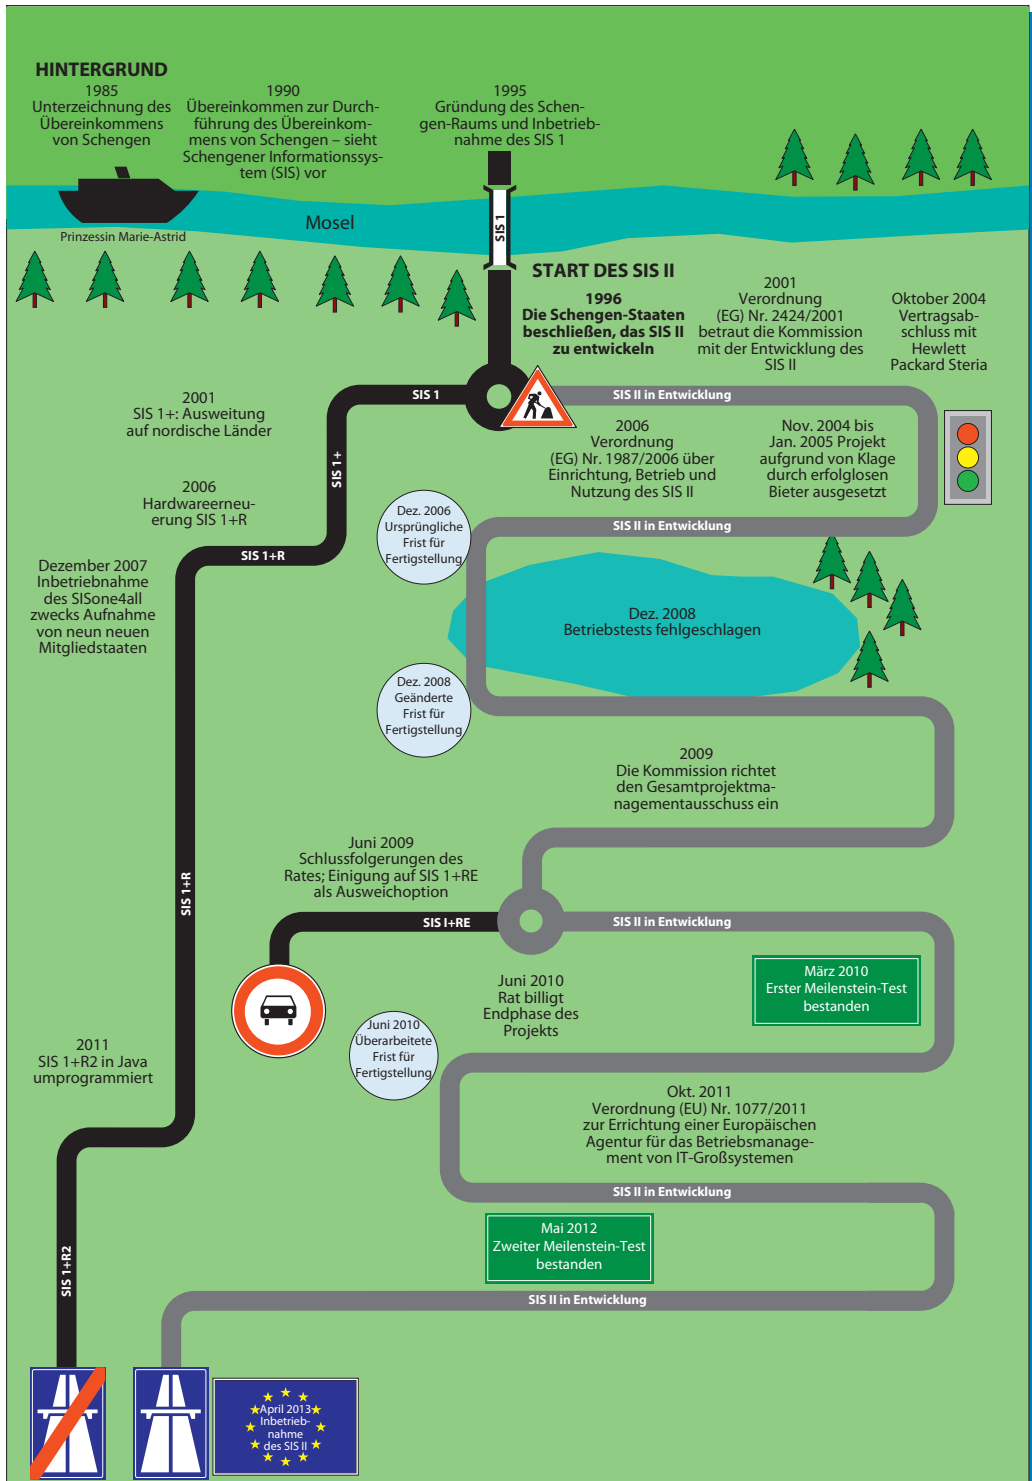 HINTERGRUND
1985
Unterzeichnung des
Übereinkommens
von Schengen
1990
Übereinkommen zur Durch-
führung des Übereinkom-
mens von Schengen – sieht
Schengener Informationssys-
tem (SIS) vor
1995
Gründung des Schen-
gen-Raums und Inbetrieb-
nahme des SIS 1
Prinzessin Marie-Astrid
Mosel
SIS 1
START DES SIS II
1996
Die Schengen-Staaten
beschließen, das SIS II
zu entwickeln
2001
Verordnung
(EG) Nr. 2424/2001
betraut die Kommission
mit der Entwicklung des
SIS II
Oktober 2004
Vertragsab-
schluss mit
Hewlett
Packard Steria
SIS 1
SIS II in Entwicklung
2001
SIS 1+: Ausweitung
auf nordische Länder
SIS 1+
2006
Verordnung
(EG) Nr. 1987/2006 über
Einrichtung, Betrieb und
Nutzung des SIS II
Nov. 2004 bis
Jan. 2005 Projekt
aufgrund von Klage
durch erfolglosen
Bieter ausgesetzt
2006
Hardwareerneu-
erung SIS 1+R
Dez. 2006
Ursprüngliche
Frist für
Fertigstellung
SIS II in Entwicklung
SIS 1+R
Dezember 2007
Inbetriebnahme
des SISone4all
zwecks Aufnahme
von neun neuen
Mitgliedstaaten
Dez. 2008
Betriebstests fehlgeschlagen
Dez. 2008
Geänderte
Frist für
Fertigstellung
2009
Die Kommission richtet
den Gesamtprojektma-
nagementausschuss ein
Juni 2009
Schlussfolgerungen des
Rates; Einigung auf SIS 1+RE
als Ausweichoption
SIS 1+R
SIS I+RE
SIS II in Entwicklung
März 2010
Erster Meilenstein-Test
bestanden
Juni 2010
Rat billigt
Endphase des
Projekts
Juni 2010
Überarbeitete
Frist für
Fertigstellung
2011
SIS 1+R2 in Java
umprogrammiert
Okt. 2011
Verordnung (EU) Nr. 1077/2011
zur Errichtung einer Europäischen
Agentur für das Betriebsmanage-
ment von IT-Großsystemen
SIS II in Entwicklung
Mai 2012
Zweiter Meilenstein-Test
bestanden
SIS 1+R2
SIS II in Entwicklung
April 2013
Inbetrieb-
nahme
des SIS II